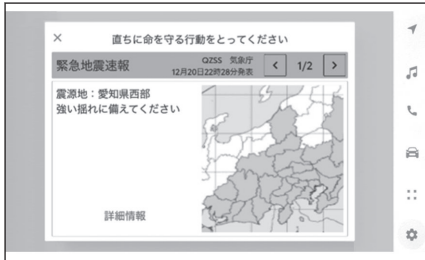 × 直ちに命を守る行動をとってください
緊急地震速報
QZSS 気象庁
12月20日22時28分発表
< 1/2 >
震源地：愛知県西部
強い揺れに備えてください
詳細情報